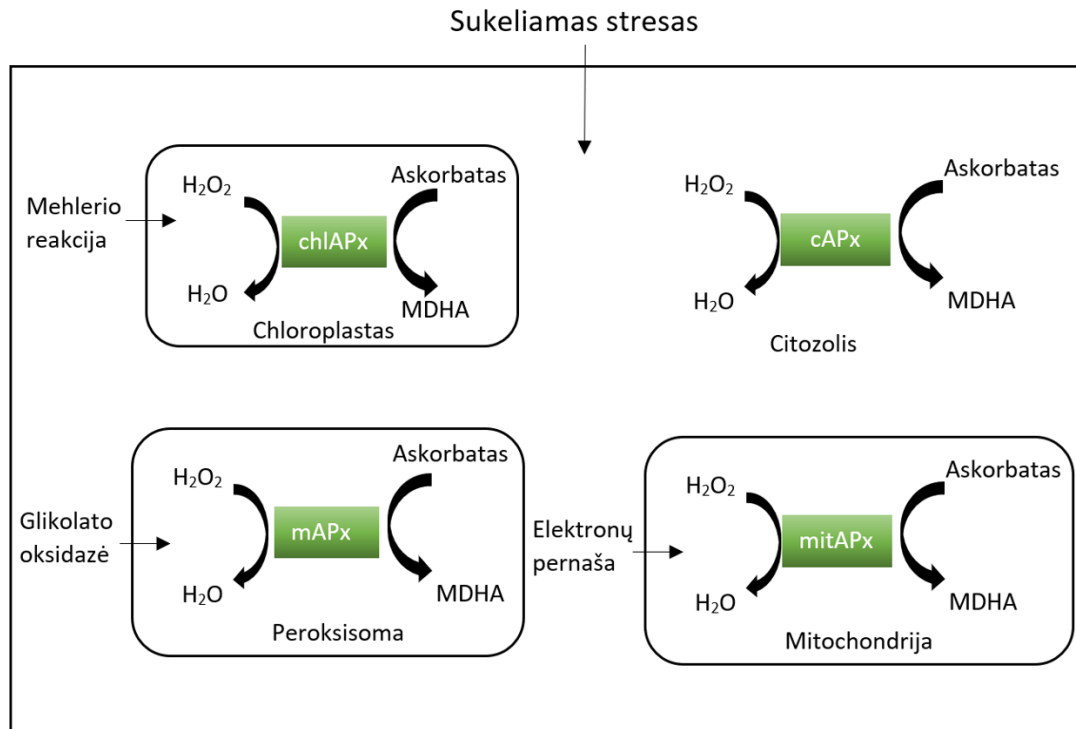 Sukeliamas stresas
Mehlerio
reakcija
H₂O₂
Askorbatas
chlAPx
H₂O
MDHA
Chloroplastas
H₂O₂
Askorbatas
cAPx
H₂O
MDHA
Citozolis
Glikolato
oksidazė
H₂O₂
Askorbatas
mAPx
H₂O
MDHA
Peroksisoma
Elektronų
pernaša
H₂O₂
Askorbatas
mitAPx
H₂O
MDHA
Mitochondrija